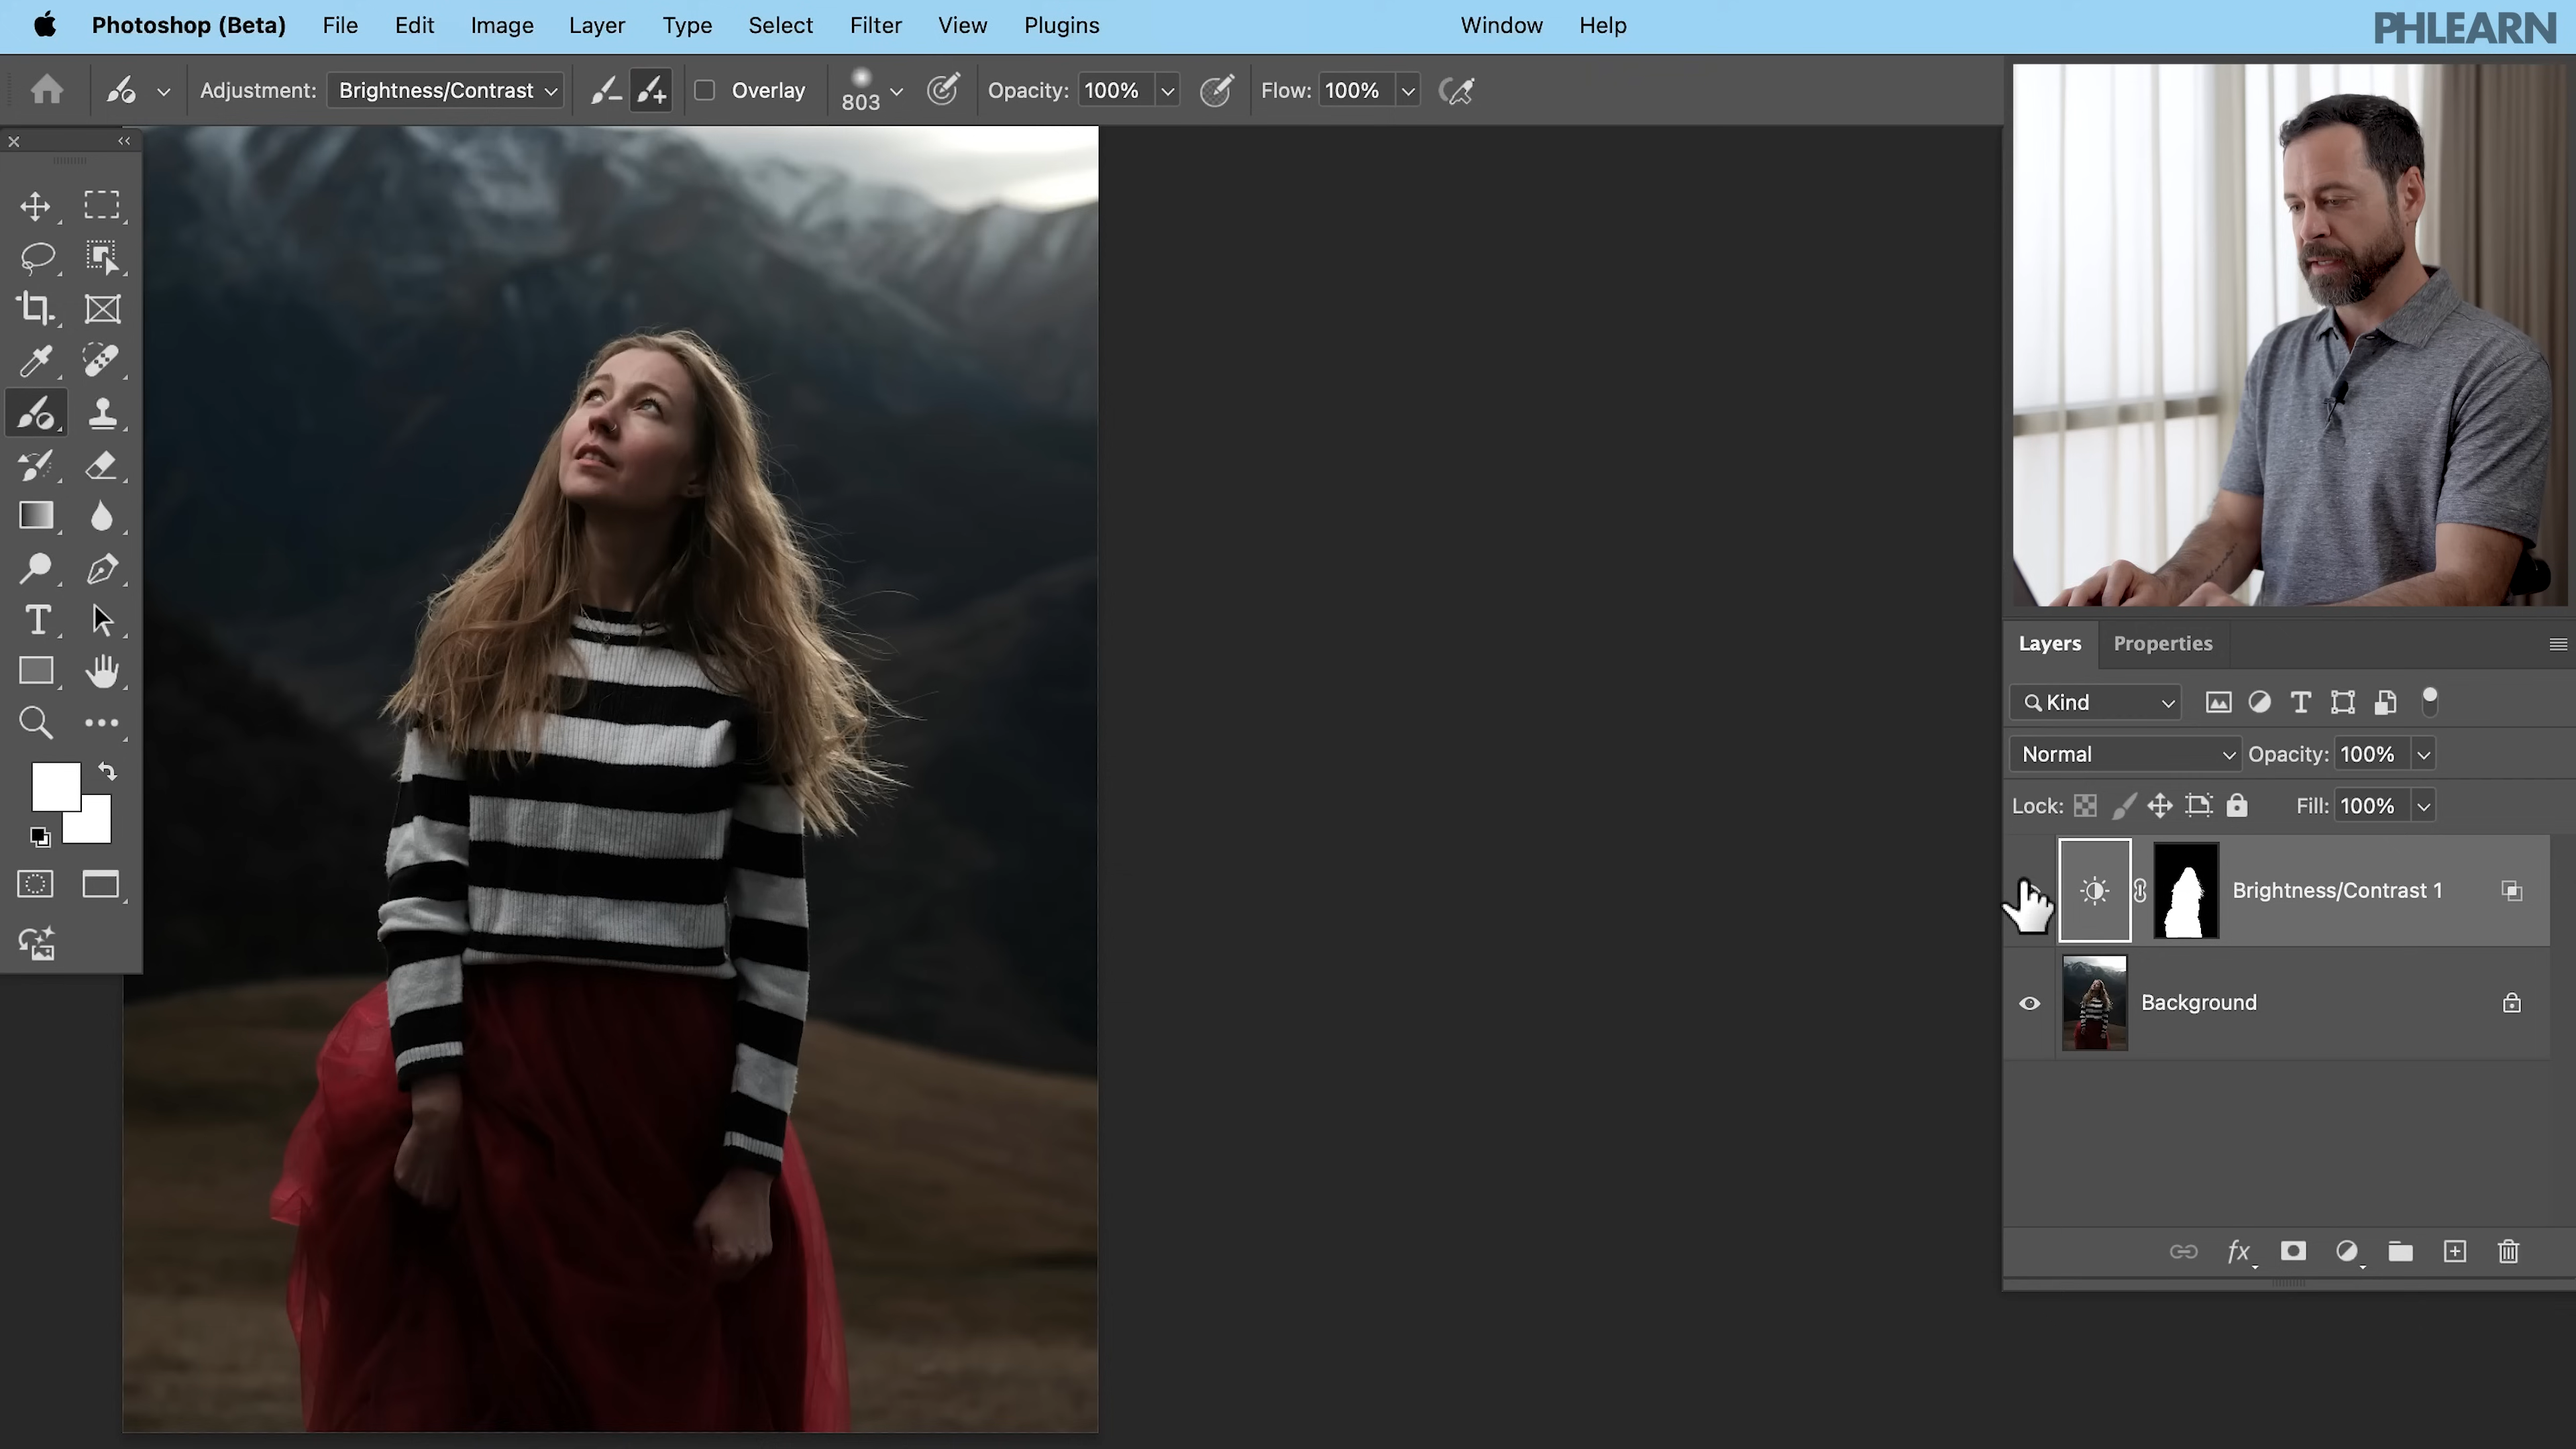 Photoshop (Beta) File Edit Image Layer Type Select Filter View Plugins Window Help
PHLEARN
Adjustment: Brightness/Contrast Overlay 803 Opacity: 100% Flow: 100%
Layers Properties
Kind
Normal Opacity: 100%
Lock: Fill: 100%
Brightness/Contrast 1
Background
fx